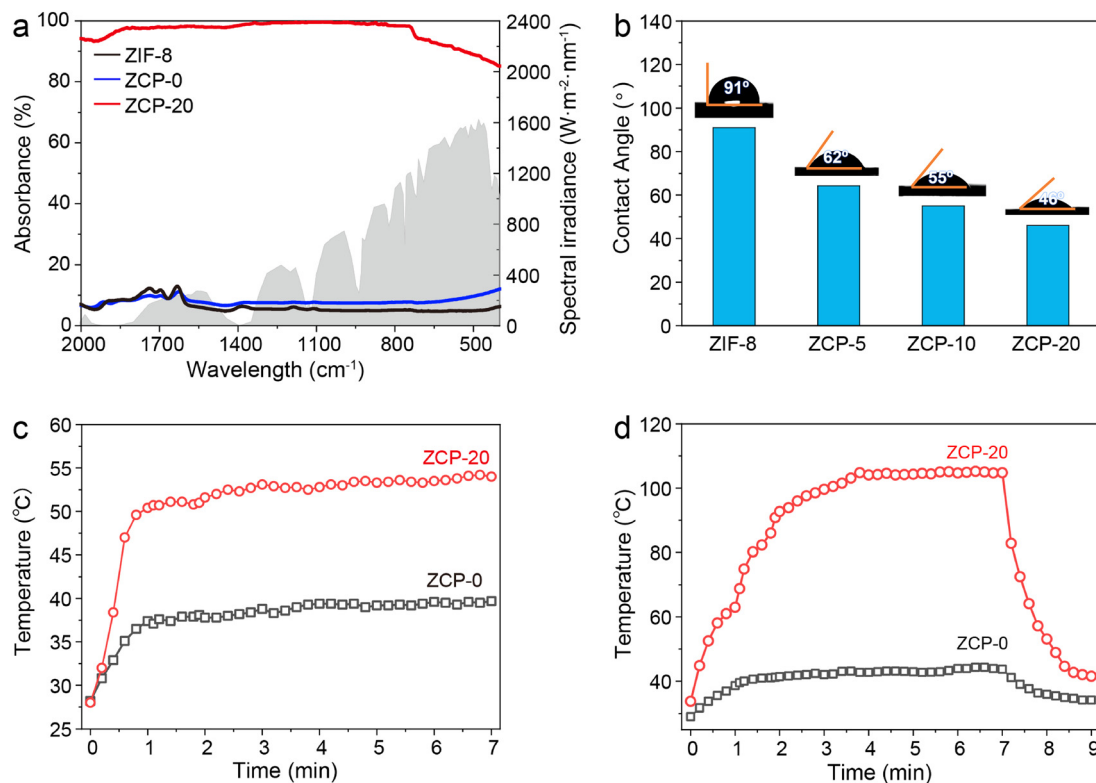 a
Absorbance (%)
100
80
60
40
20
0
ZIF-8
ZCP-0
ZCP-20
2400
2000
1600
1200
800
400
0
Spectral irradiance (W·m⁻²·nm⁻¹)
2000 1700 1400 1100 800 500
Wavelength (cm⁻¹)
b
Contact Angle (°)
140
120
100
80
60
40
20
0
91º
62º
55º
46º
ZIF-8 ZCP-5 ZCP-10 ZCP-20
c
Temperature (°C)
60
55
50
45
40
35
30
25
ZCP-20
ZCP-0
0 1 2 3 4 5 6 7
Time (min)
d
Temperature (°C)
120
100
80
60
40
ZCP-20
ZCP-0
0 1 2 3 4 5 6 7 8 9
Time (min)